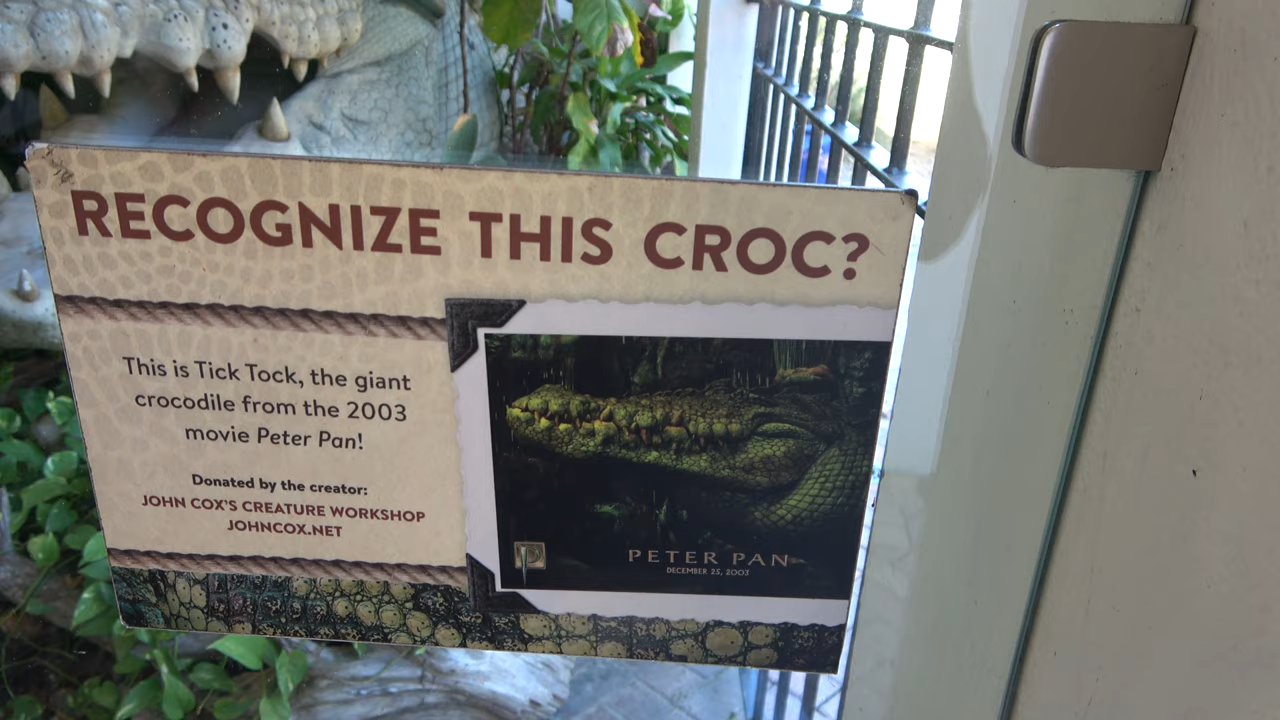 RECOGNIZE THIS CROC?
This is Tick Tock, the giant
crocodile from the 2003
movie Peter Pan!
Donated by the creator:
JOHN COX'S CREATURE WORKSHOP
JOHNCOX.NET
PETER PAN
DECEMBER 25, 2003